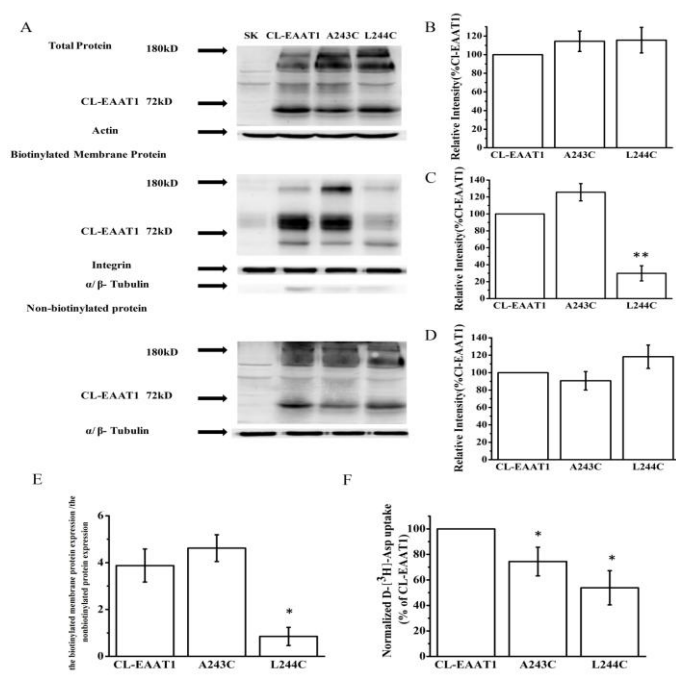 A
SK CL-EAAT1 A243C L244C
Total Protein 180kD
CL-EAAT1 72kD
Actin
Biotinylated Membrane Protein
180kD
CL-EAAT1 72kD
Integrin
α/β- Tubulin
Non-biotinylated protein
180kD
CL-EAAT1 72kD
α/β- Tubulin
B
Relative Intensity(%Cl-EAAT1)
120
100
80
60
40
20
0
CL-EAAT1 A243C L244C
C
Relative Intensity(%Cl-EAAT1)
140
120
100
80
60
40
20
0
**
CL-EAAT1 A243C L244C
D
Relative Intensity(%Cl-EAAT1)
140
120
100
80
60
40
20
0
CL-EAAT1 A243C L244C
E
the biotinylated membrane protein expression /the
nonbiotinylated protein expression
6
4
2
0
*
CL-EAAT1 A243C L244C
F
Normalized D-[³H]-Asp uptake
(% of CL-EAAT1)
100
80
60
40
20
0
*
*
CL-EAAT1 A243C L244C